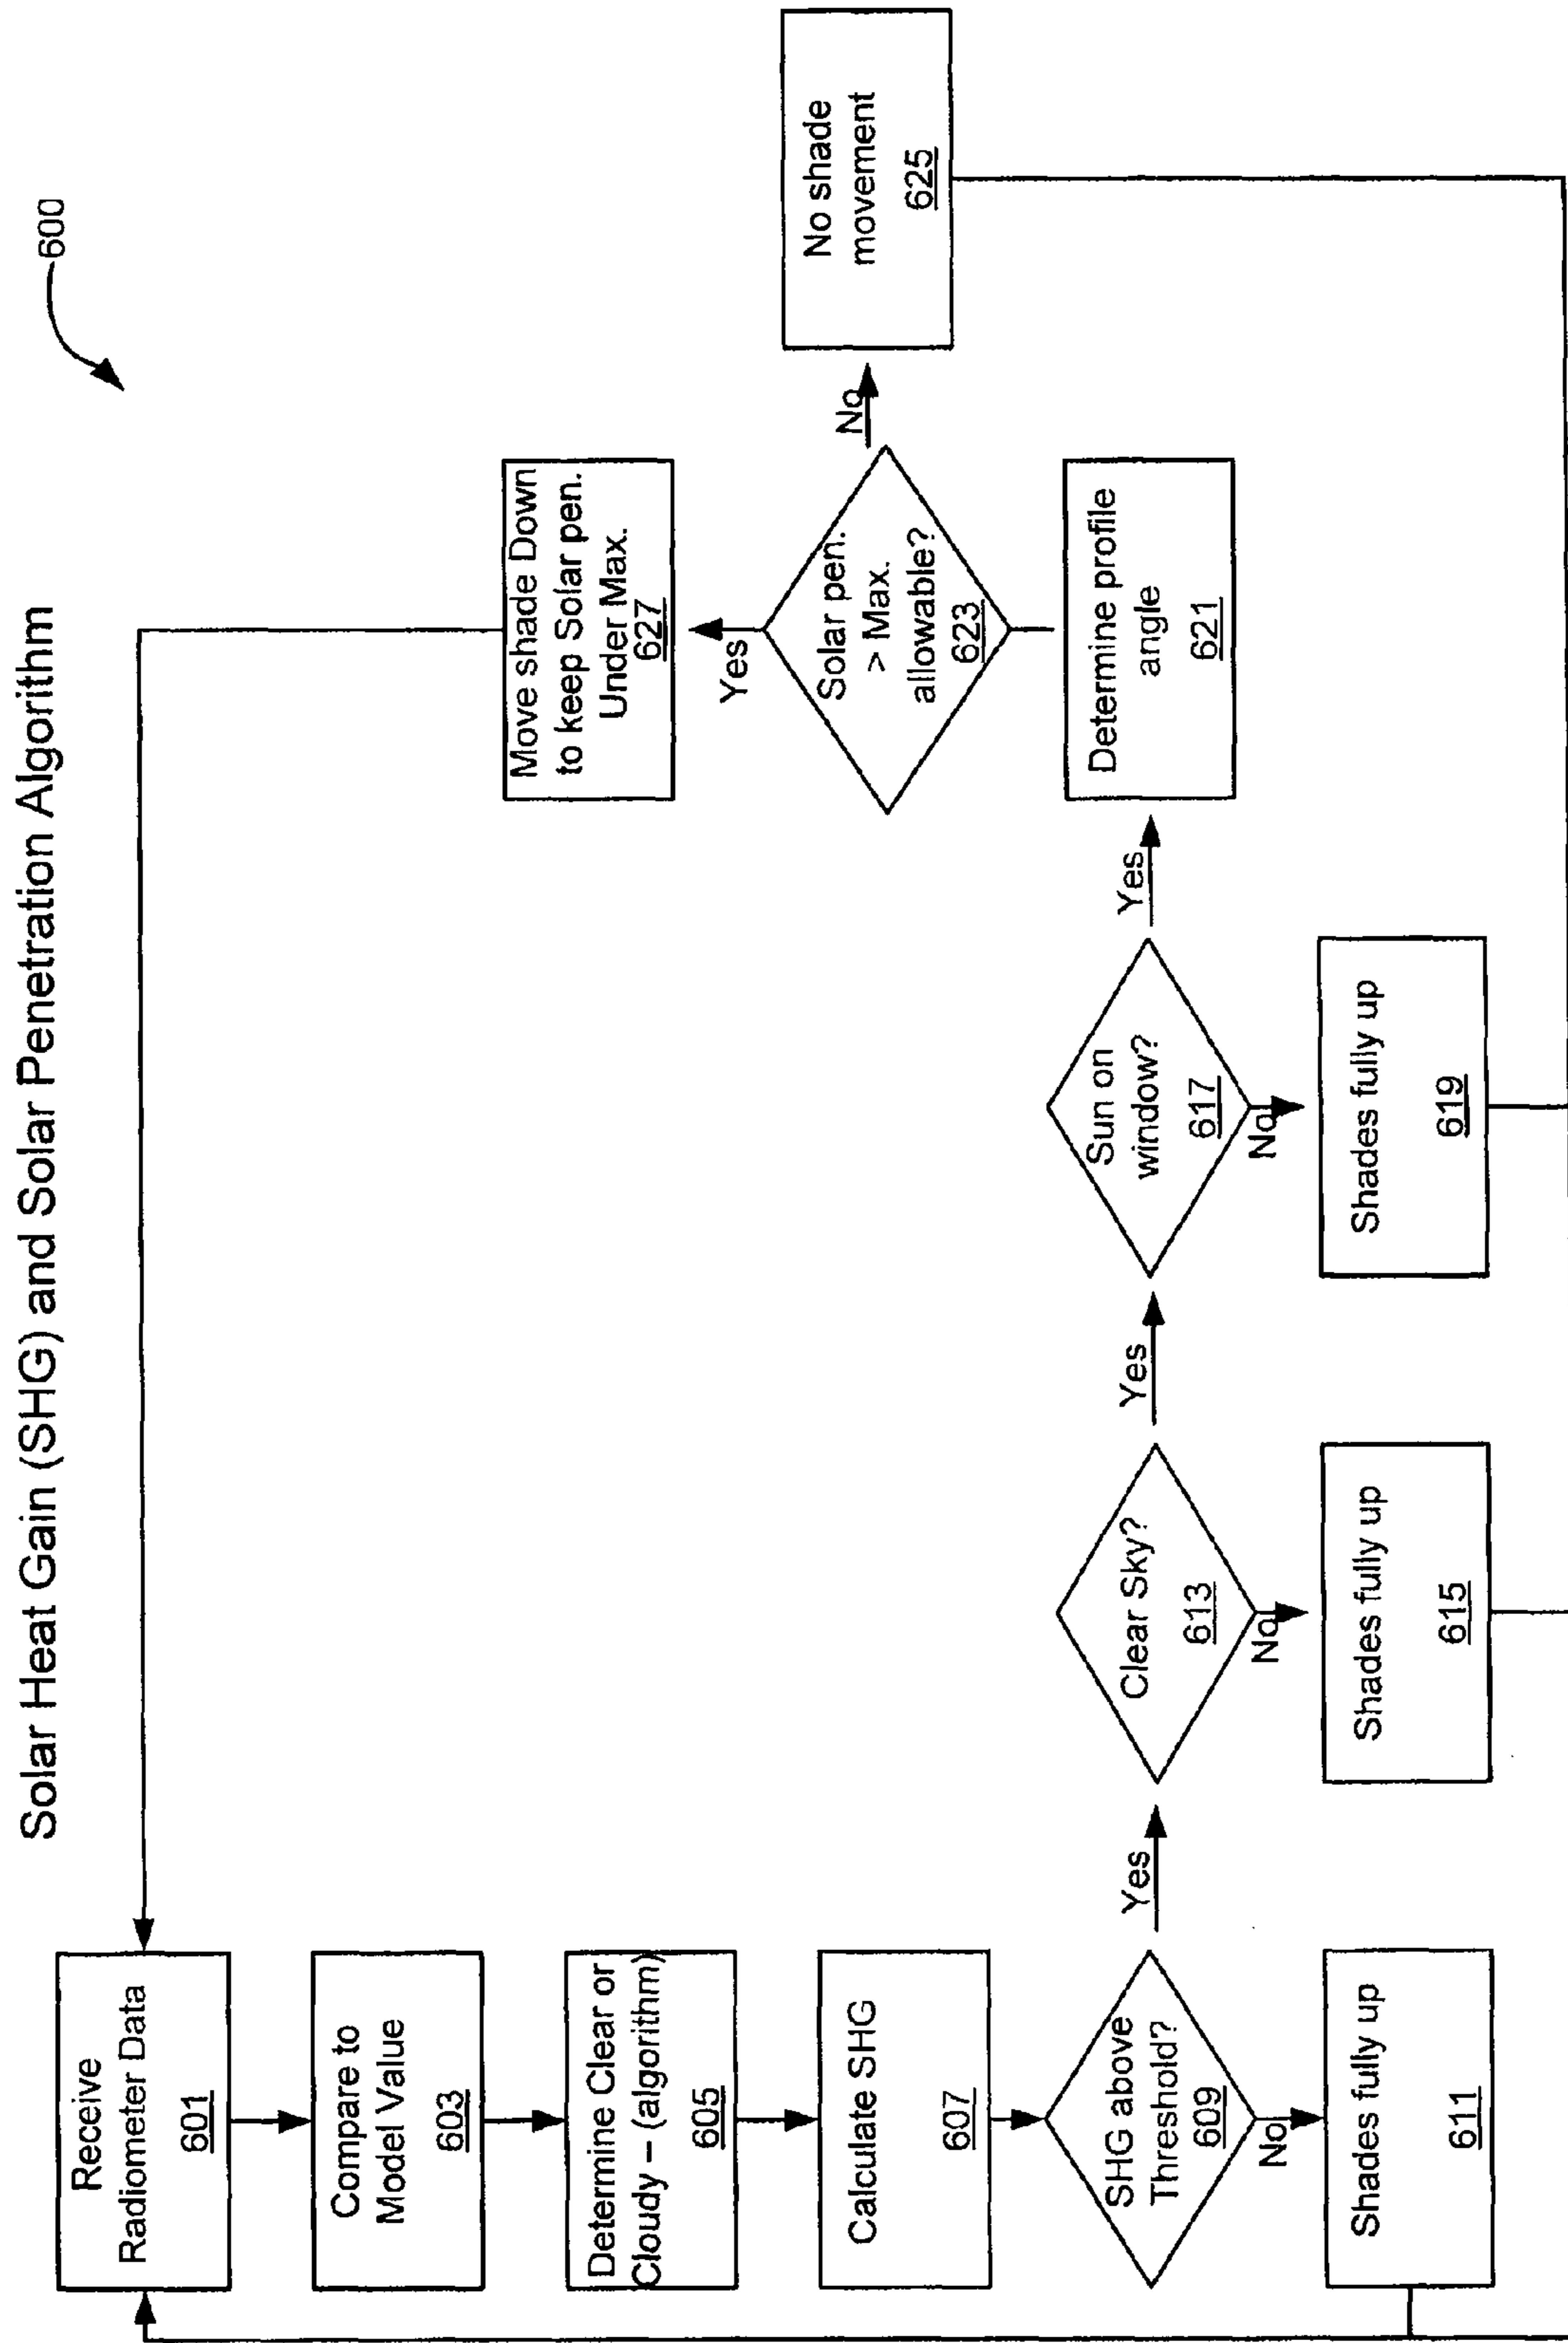 Solar Heat Gain (SHG) and Solar Penetration Algorithm
600
Receive
Radiometer Data
601
Compare to
Model Value
603
Determine Clear or
Cloudy – (algorithm)
605
Calculate SHG
607
SHG above
Threshold?
609
No
Shades fully up
611
Yes
Clear Sky?
613
No
Shades fully up
615
Yes
Sun on
window?
617
No
Shades fully up
619
Yes
Determine profile
angle
621
Solar pen.
> Max.
allowable?
623
Yes
Move shade Down
to keep Solar pen.
Under Max.
627
No
No shade
movement
625